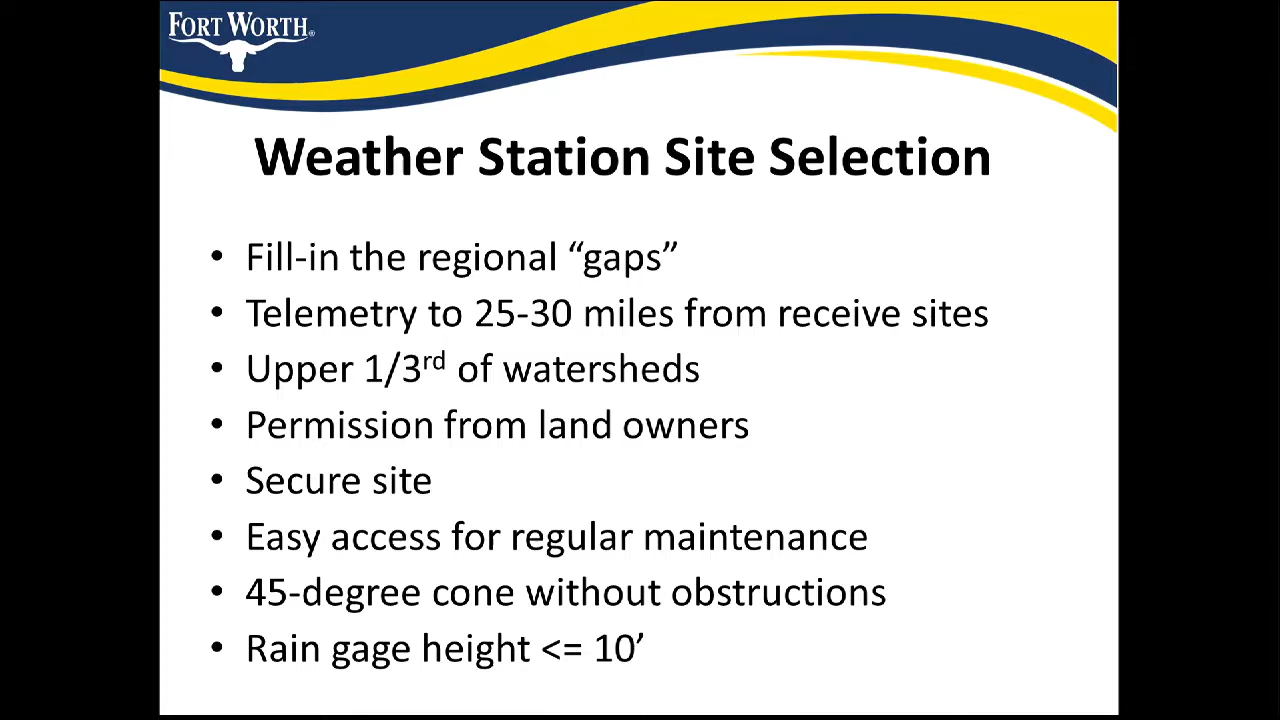 FORT WORTH®
Weather Station Site Selection
• Fill-in the regional “gaps”
• Telemetry to 25-30 miles from receive sites
• Upper 1/3rd of watersheds
• Permission from land owners
• Secure site
• Easy access for regular maintenance
• 45-degree cone without obstructions
• Rain gage height <= 10’